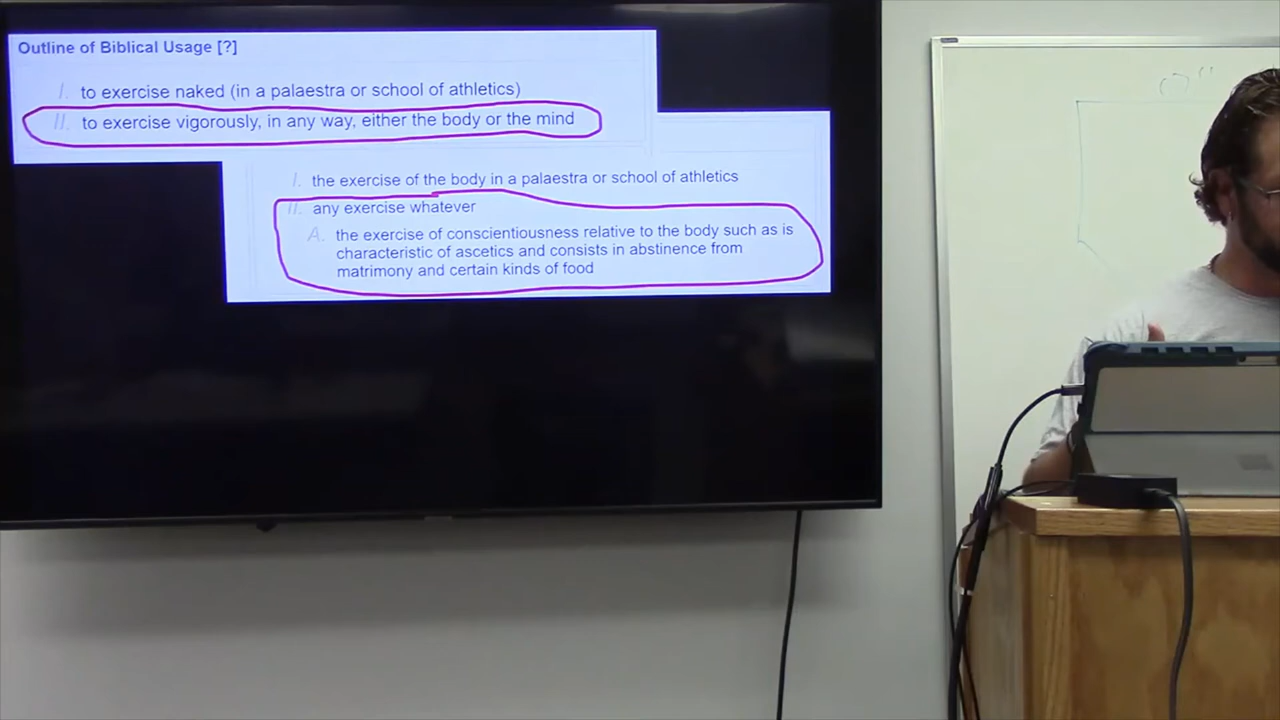 Outline of Biblical Usage [?]
I. to exercise naked (in a palaestra or school of athletics)
II. to exercise vigorously, in any way, either the body or the mind
I. the exercise of the body in a palaestra or school of athletics
II. any exercise whatever
A. the exercise of conscientiousness relative to the body such as is
characteristic of ascetics and consists in abstinence from
matrimony and certain kinds of food